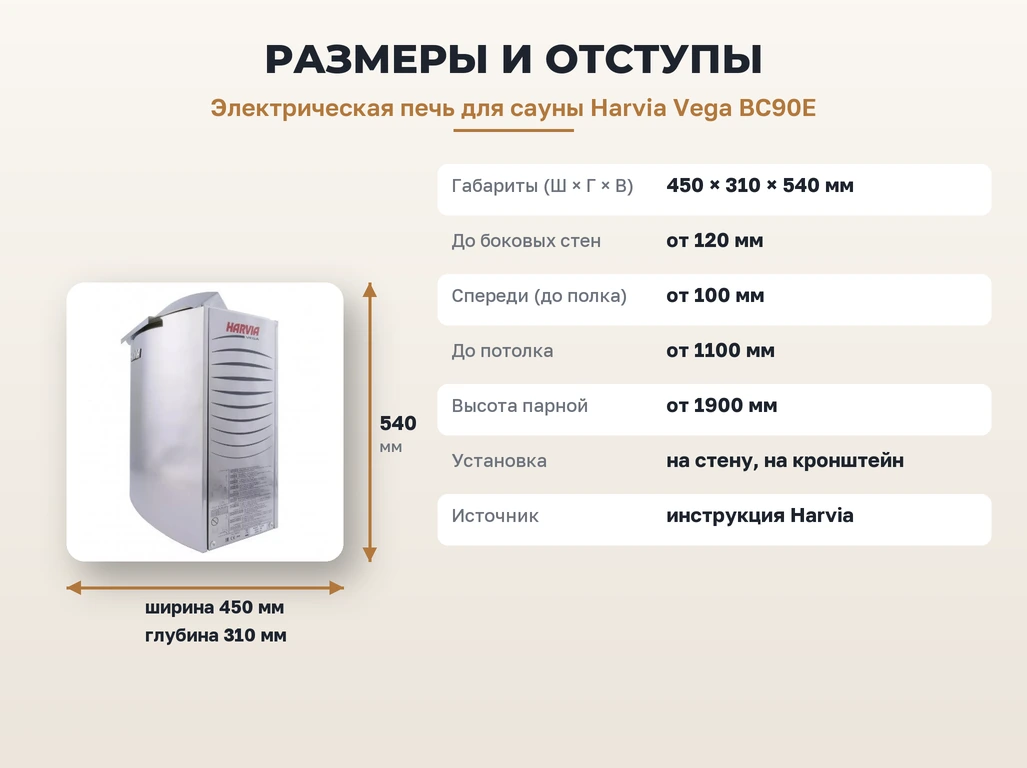 РАЗМЕРЫ И ОТСТУПЫ
Электрическая печь для сауны Harvia Vega BC90E
Габариты (Ш × Г × В) 450 × 310 × 540 мм
До боковых стен от 120 мм
Спереди (до полка) от 100 мм
До потолка от 1100 мм
Высота парной от 1900 мм
Установка на стену, на кронштейн
Источник инструкция Harvia
HARVIA
540
мм
ширина 450 мм
глубина 310 мм